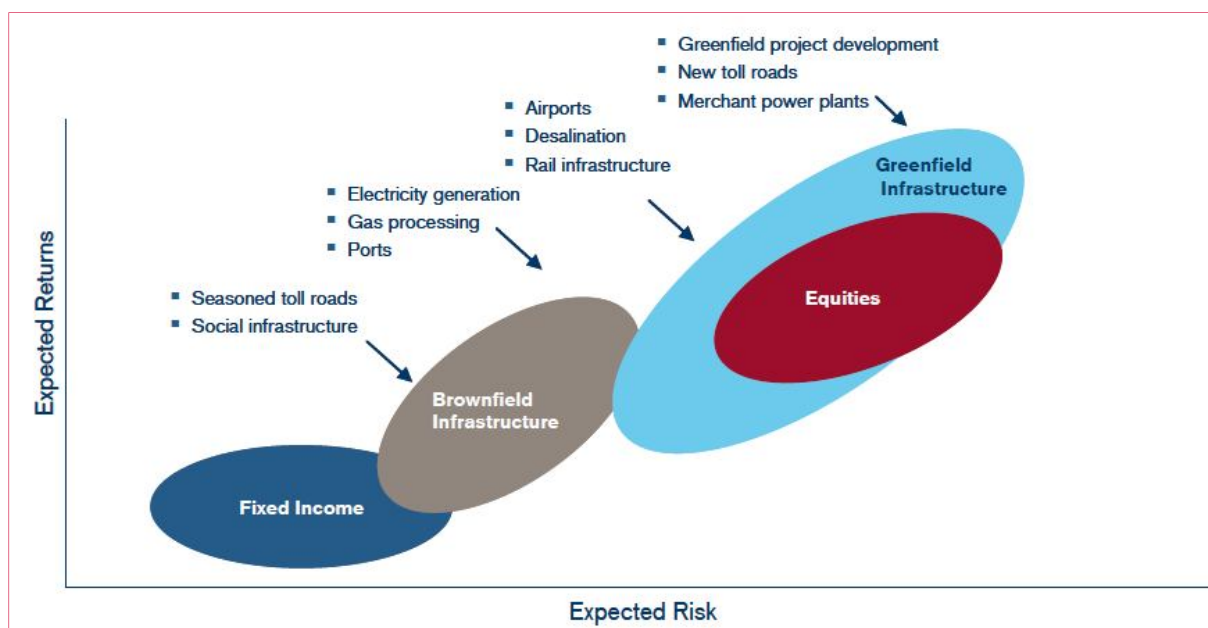 ▪ Greenfield project development
▪ New toll roads
▪ Merchant power plants
▪ Airports
▪ Desalination
▪ Rail infrastructure
▪ Electricity generation
▪ Gas processing
▪ Ports
▪ Seasoned toll roads
▪ Social infrastructure
Greenfield
Infrastructure
Equities
Brownfield
Infrastructure
Fixed Income
Expected Returns
Expected Risk